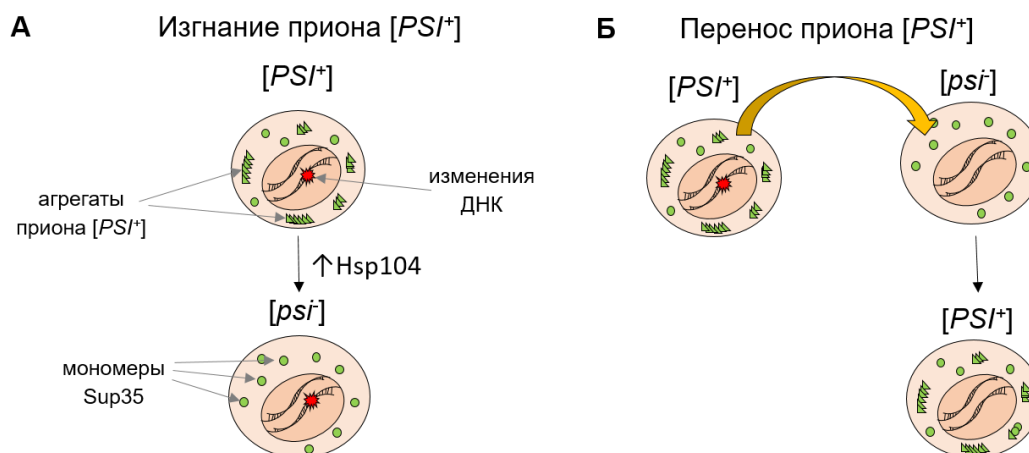 А Изгнание приона [PSI⁺]
[PSI⁺]
агрегаты
приона [PSI⁺]
изменения
ДНК
↑Hsp104
[psi⁻]
мономеры
Sup35
Б Перенос приона [PSI⁺]
[PSI⁺]
[psi⁻]
[PSI⁺]